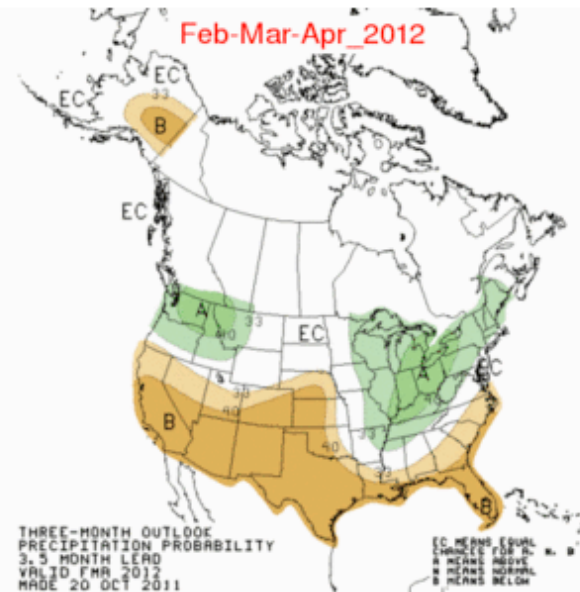 Feb-Mar-Apr_2012
EC
EC
33
B
EC
A
33
40
EC
A
EC
40
33
40
B
33
40
33
B
THREE-MONTH OUTLOOK
PRECIPITATION PROBABILITY
3.5 MONTH LEAD
VALID FMA 2012
MADE 20 OCT 2011
EC MEANS EQUAL
CHANCES FOR A, N, B
A MEANS ABOVE
N MEANS NORMAL
B MEANS BELOW